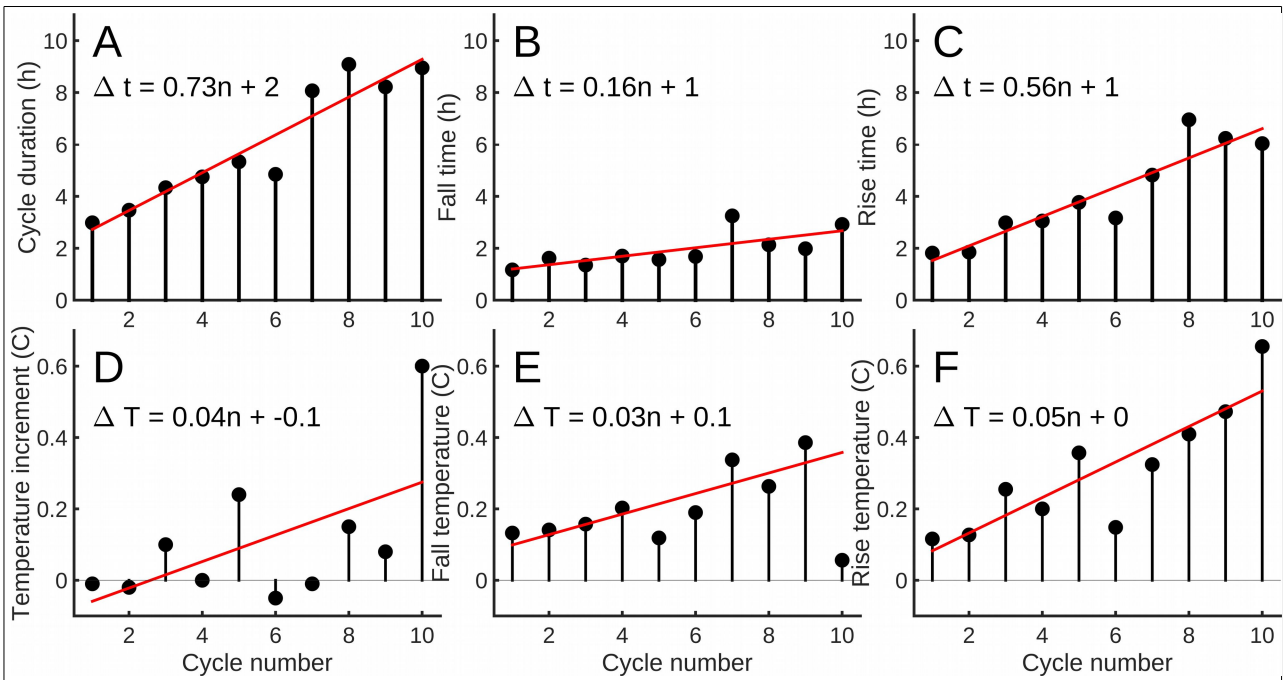 A
Δ t = 0.73n + 2
Cycle duration (h)
10
8
6
4
2
0
2
4
6
8
10
B
Δ t = 0.16n + 1
Fall time (h)
10
8
6
4
2
0
2
4
6
8
10
C
Δ t = 0.56n + 1
Rise time (h)
10
8
6
4
2
0
2
4
6
8
10
D
Δ T = 0.04n + -0.1
Temperature increment (C)
0.6
0.4
0.2
0
2
4
6
8
10
Cycle number
E
Δ T = 0.03n + 0.1
Fall temperature (C)
0.6
0.4
0.2
0
2
4
6
8
10
Cycle number
F
Δ T = 0.05n + 0
Rise temperature (C)
0.6
0.4
0.2
0
2
4
6
8
10
Cycle number